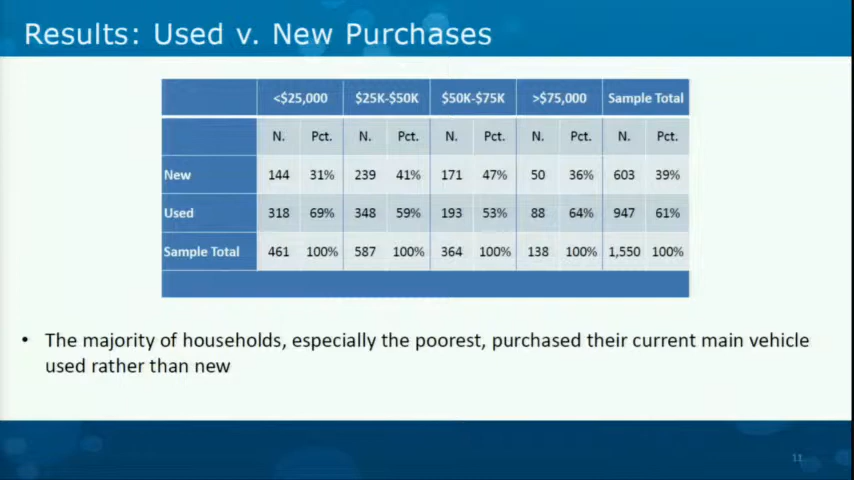 Results: Used v. New Purchases
<$25,000 $25K-$50K $50K-$75K >$75,000 Sample Total
N. Pct. N. Pct. N. Pct. N. Pct. N. Pct.
New 144 31% 239 41% 171 47% 50 36% 603 39%
Used 318 69% 348 59% 193 53% 88 64% 947 61%
Sample Total 461 100% 587 100% 364 100% 138 100% 1,550 100%
• The majority of households, especially the poorest, purchased their current main vehicle
used rather than new
11